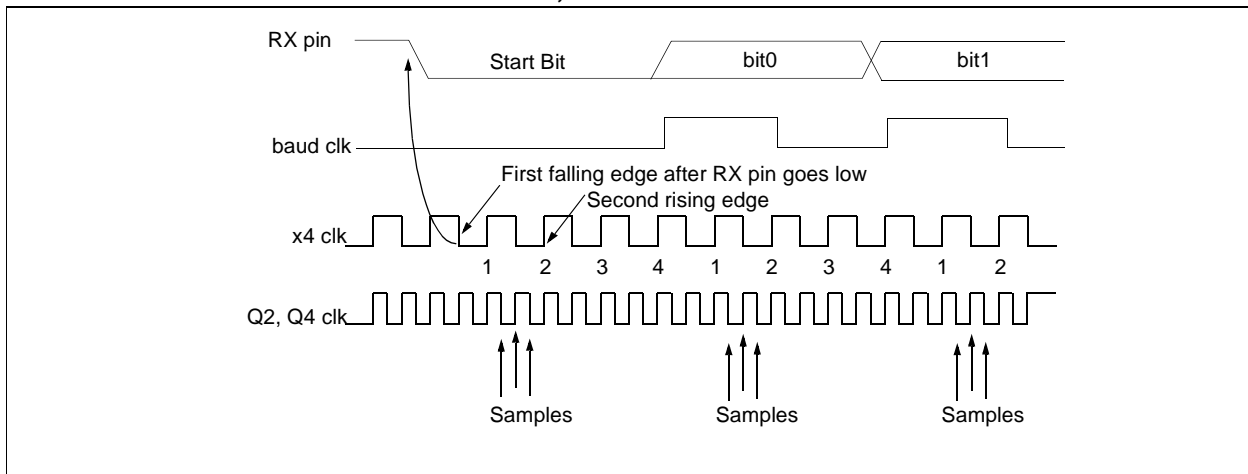 RX pin
Start Bit
bit0
bit1
baud clk
First falling edge after RX pin goes low
Second rising edge
x4 clk
1 2 3 4 1 2 3 4 1 2
Q2, Q4 clk
Samples Samples Samples